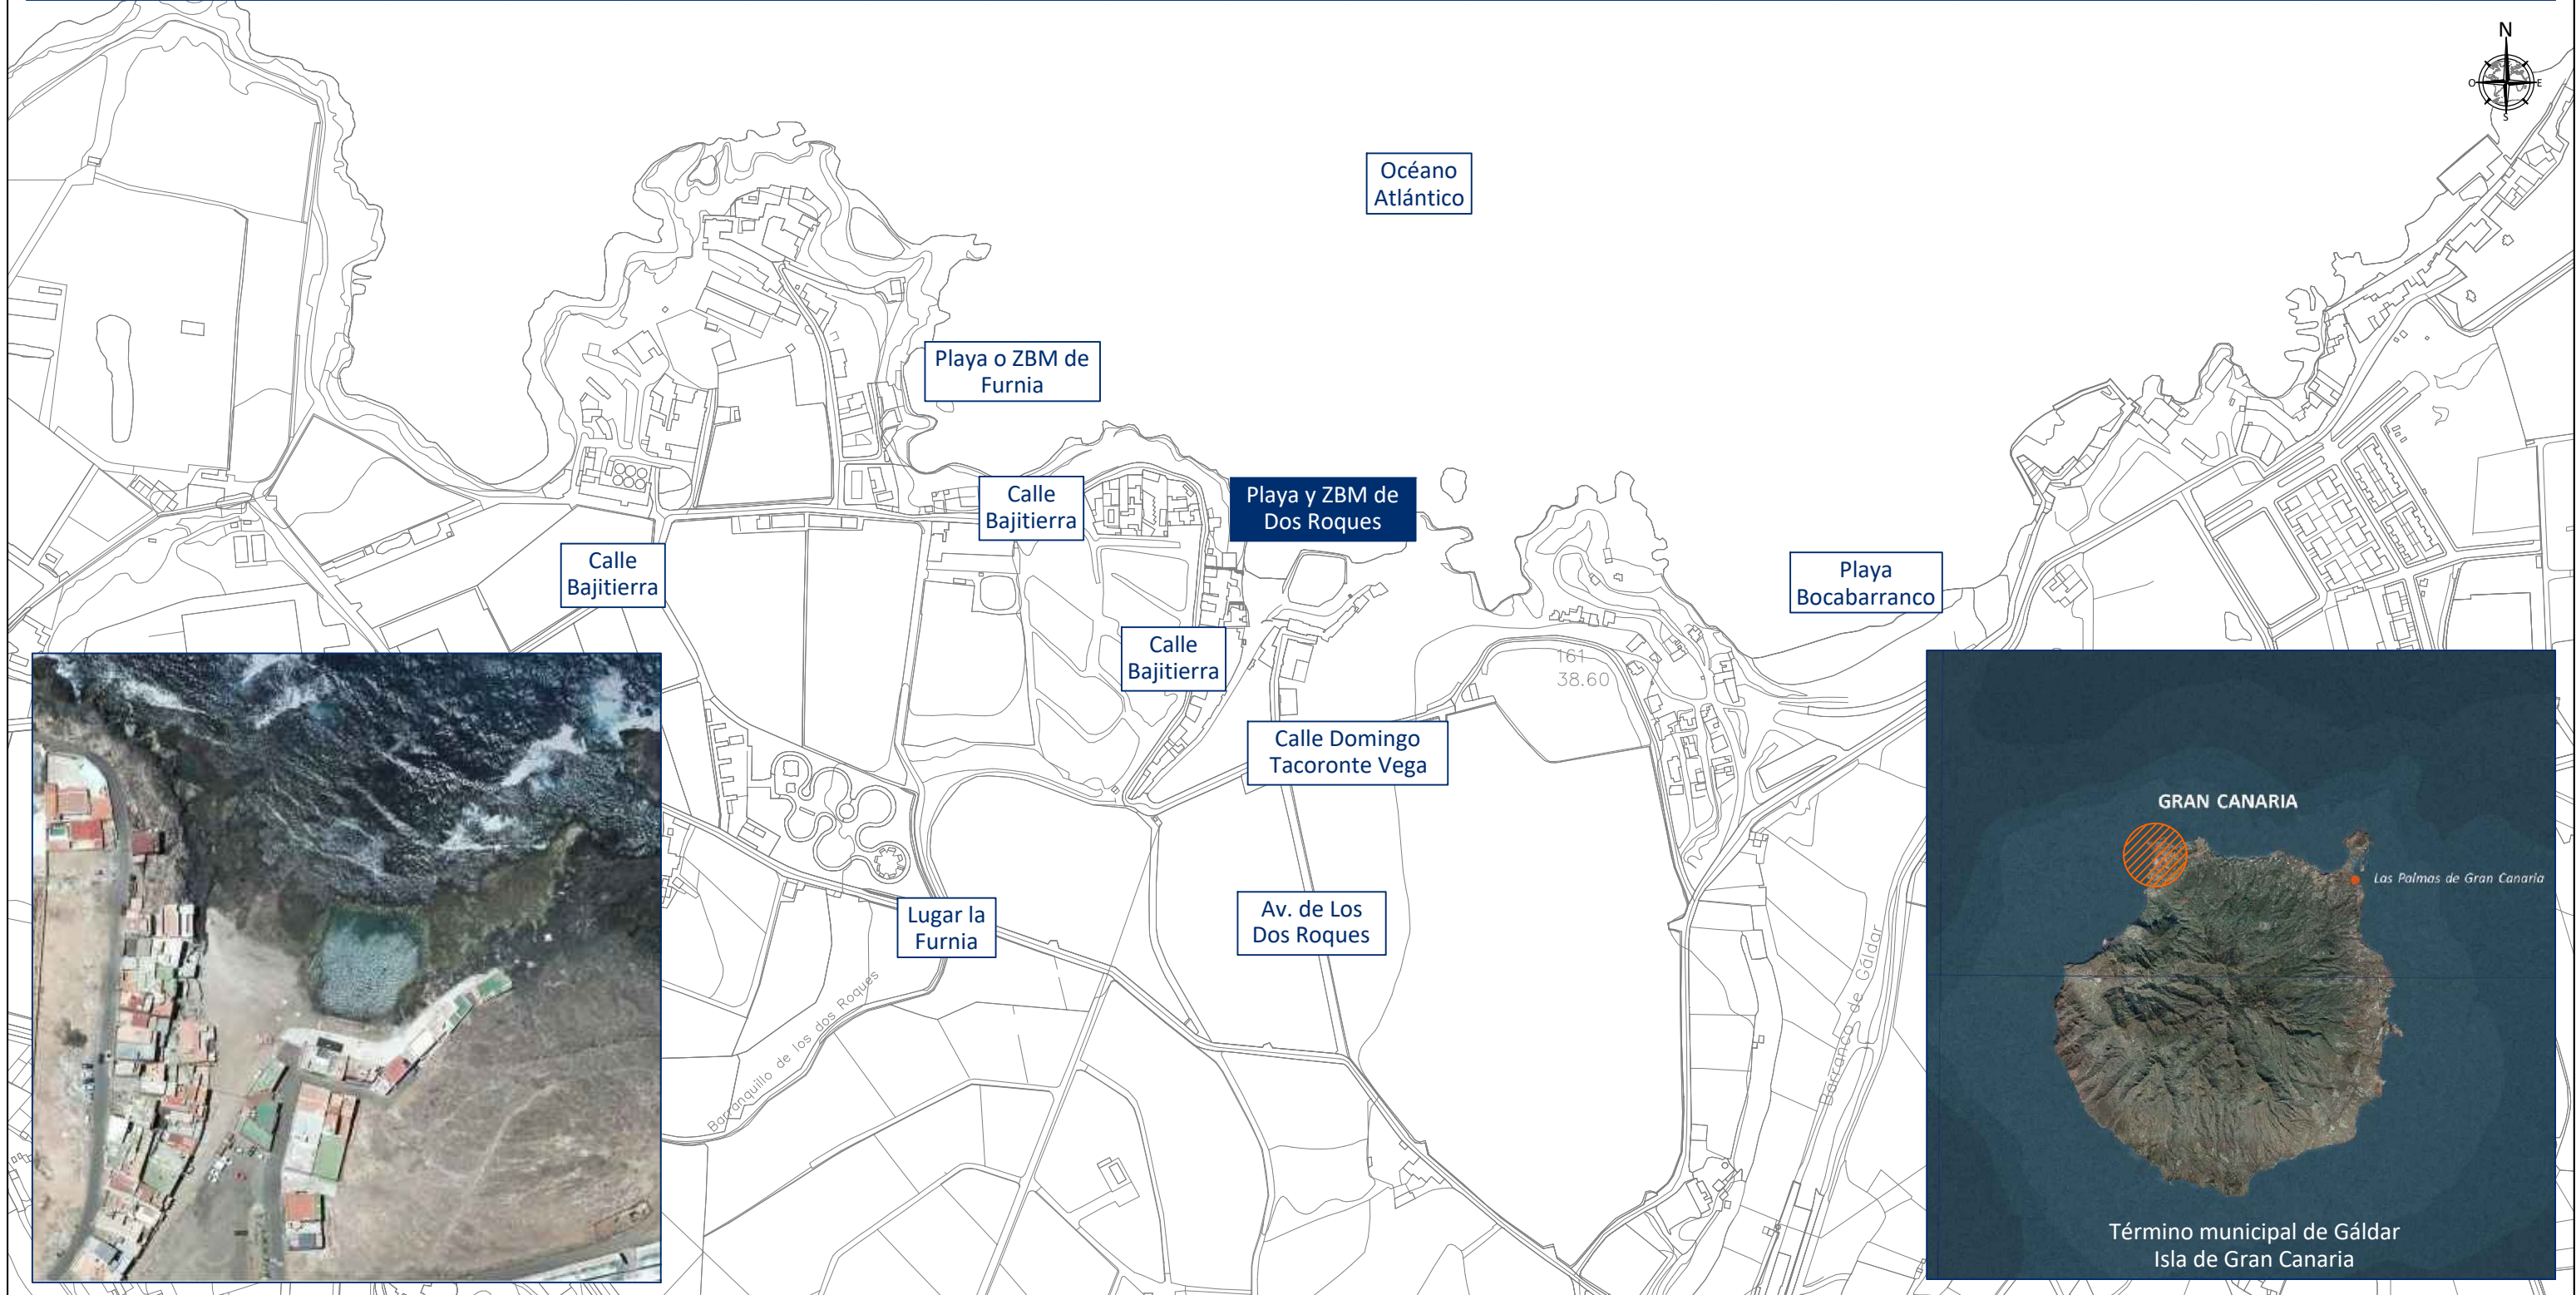 N
O
E
S
Océano
Atlántico
Playa o ZBM de
Furnia
Calle
Bajitierra
Playa y ZBM de
Dos Roques
Calle
Bajitierra
Playa
Bocabarranco
Calle
Bajitierra
161
38.60
Calle Domingo
Tacoronte Vega
GRAN CANARIA
Las Palmas de Gran Canaria
Lugar la
Furnia
Av. de Los
Dos Roques
Barranquillo de los dos Roques
Barranco de Gáldar
Término municipal de Gáldar
Isla de Gran Canaria